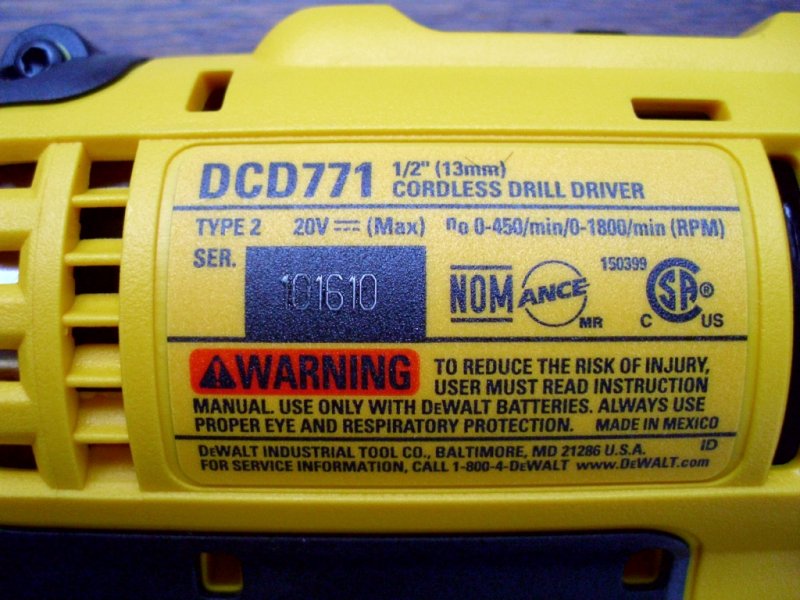 DCD771 1/2" (13mm)
CORDLESS DRILL DRIVER
TYPE 2 20V ⎓ (Max) no 0-450/min/0-1800/min (RPM)
SER. 101610
NOM ANCE MR 150399 CSA® C US
⚠WARNING TO REDUCE THE RISK OF INJURY,
USER MUST READ INSTRUCTION
MANUAL. USE ONLY WITH DEWALT BATTERIES. ALWAYS USE
PROPER EYE AND RESPIRATORY PROTECTION. MADE IN MEXICO
DEWALT INDUSTRIAL TOOL CO., BALTIMORE, MD 21286 U.S.A. ID
FOR SERVICE INFORMATION, CALL 1-800-4-DEWALT www.DEWALT.com